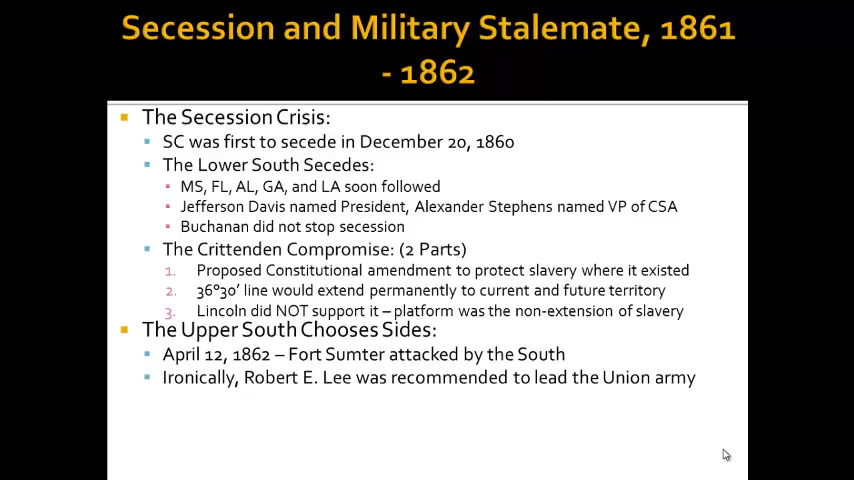 Secession and Military Stalemate, 1861
- 1862
The Secession Crisis:
SC was first to secede in December 20, 1860
The Lower South Secedes:
MS, FL, AL, GA, and LA soon followed
Jefferson Davis named President, Alexander Stephens named VP of CSA
Buchanan did not stop secession
The Crittenden Compromise: (2 Parts)
1. Proposed Constitutional amendment to protect slavery where it existed
2. 36°30' line would extend permanently to current and future territory
3. Lincoln did NOT support it – platform was the non-extension of slavery
The Upper South Chooses Sides:
April 12, 1862 – Fort Sumter attacked by the South
Ironically, Robert E. Lee was recommended to lead the Union army